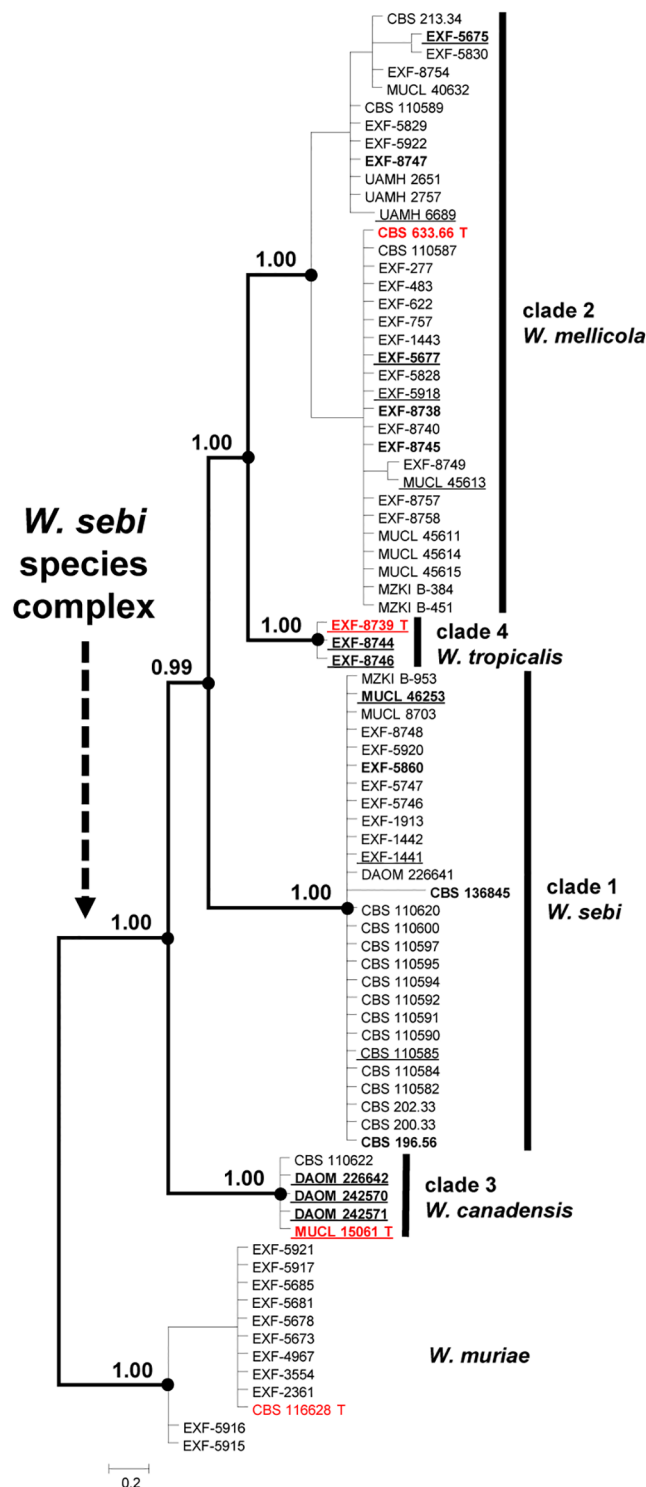 CBS 213.34
EXF-5675
EXF-5830
EXF-8754
MUCL 40632
CBS 110589
EXF-5829
EXF-5922
EXF-8747
UAMH 2651
UAMH 2757
UAMH 6689
CBS 633.66 T
CBS 110587
1.00
EXF-277
EXF-483
EXF-622
EXF-757
EXF-1443
EXF-5677
EXF-5828
EXF-5918
EXF-8738
EXF-8740
EXF-8745
EXF-8749
MUCL 45613
EXF-8757
EXF-8758
MUCL 45611
MUCL 45614
MUCL 45615
MZKI B-384
MZKI B-451
clade 2
W. mellicola
1.00
W. sebi
species
complex
1.00
EXF-8739 T
EXF-8744
EXF-8746
clade 4
W. tropicalis
0.99
MZKI B-953
MUCL 46253
MUCL 8703
EXF-8748
EXF-5920
EXF-5860
EXF-5747
EXF-5746
EXF-1913
EXF-1442
EXF-1441
DAOM 226641
CBS 136845
1.00
CBS 110620
CBS 110600
CBS 110597
CBS 110595
CBS 110594
CBS 110592
CBS 110591
CBS 110590
CBS 110585
CBS 110584
CBS 110582
CBS 202.33
CBS 200.33
CBS 196.56
clade 1
W. sebi
1.00
CBS 110622
DAOM 226642
DAOM 242570
DAOM 242571
MUCL 15061 T
1.00
clade 3
W. canadensis
EXF-5921
EXF-5917
EXF-5685
EXF-5681
EXF-5678
EXF-5673
EXF-4967
EXF-3554
EXF-2361
CBS 116628 T
EXF-5916
EXF-5915
1.00
W. muriae
0.2